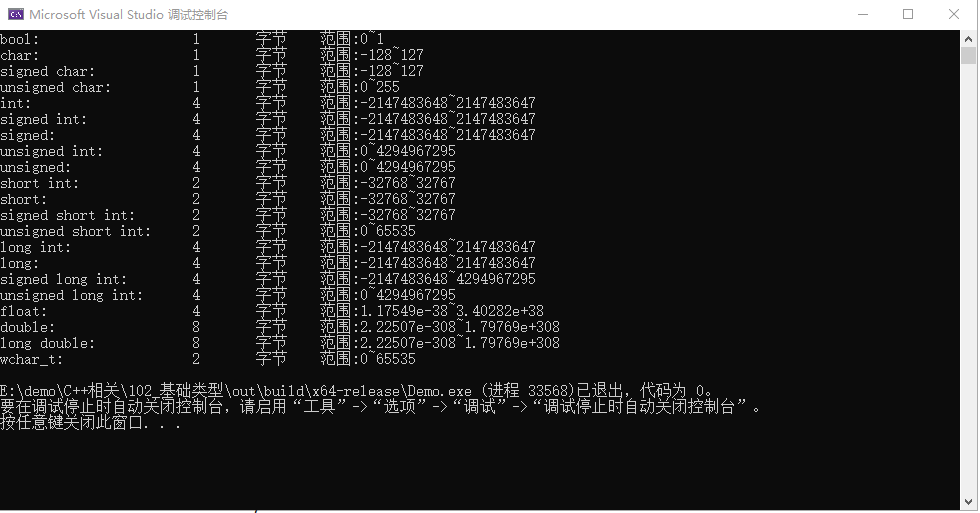 Microsoft Visual Studio 调试控制台
bool: 1 字节 范围:0~1
char: 1 字节 范围:-128~127
signed char: 1 字节 范围:-128~127
unsigned char: 1 字节 范围:0~255
int: 4 字节 范围:-2147483648~2147483647
signed int: 4 字节 范围:-2147483648~2147483647
signed: 4 字节 范围:-2147483648~2147483647
unsigned int: 4 字节 范围:0~4294967295
unsigned: 4 字节 范围:0~4294967295
short int: 2 字节 范围:-32768~32767
short: 2 字节 范围:-32768~32767
signed short int: 2 字节 范围:-32768~32767
unsigned short int: 2 字节 范围:0~65535
long int: 4 字节 范围:-2147483648~2147483647
long: 4 字节 范围:-2147483648~2147483647
signed long int: 4 字节 范围:-2147483648~4294967295
unsigned long int: 4 字节 范围:0~4294967295
float: 4 字节 范围:1.17549e-38~3.40282e+38
double: 8 字节 范围:2.22507e-308~1.79769e+308
long double: 8 字节 范围:2.22507e-308~1.79769e+308
wchar_t: 2 字节 范围:0~65535
E:\demo\C++相关\102_基础类型\out\build\x64-release\Demo.exe (进程 33568)已退出，代码为 0。
要在调试停止时自动关闭控制台，请启用“工具”->“选项”->“调试”->“调试停止时自动关闭控制台”。
按任意键关闭此窗口. . .